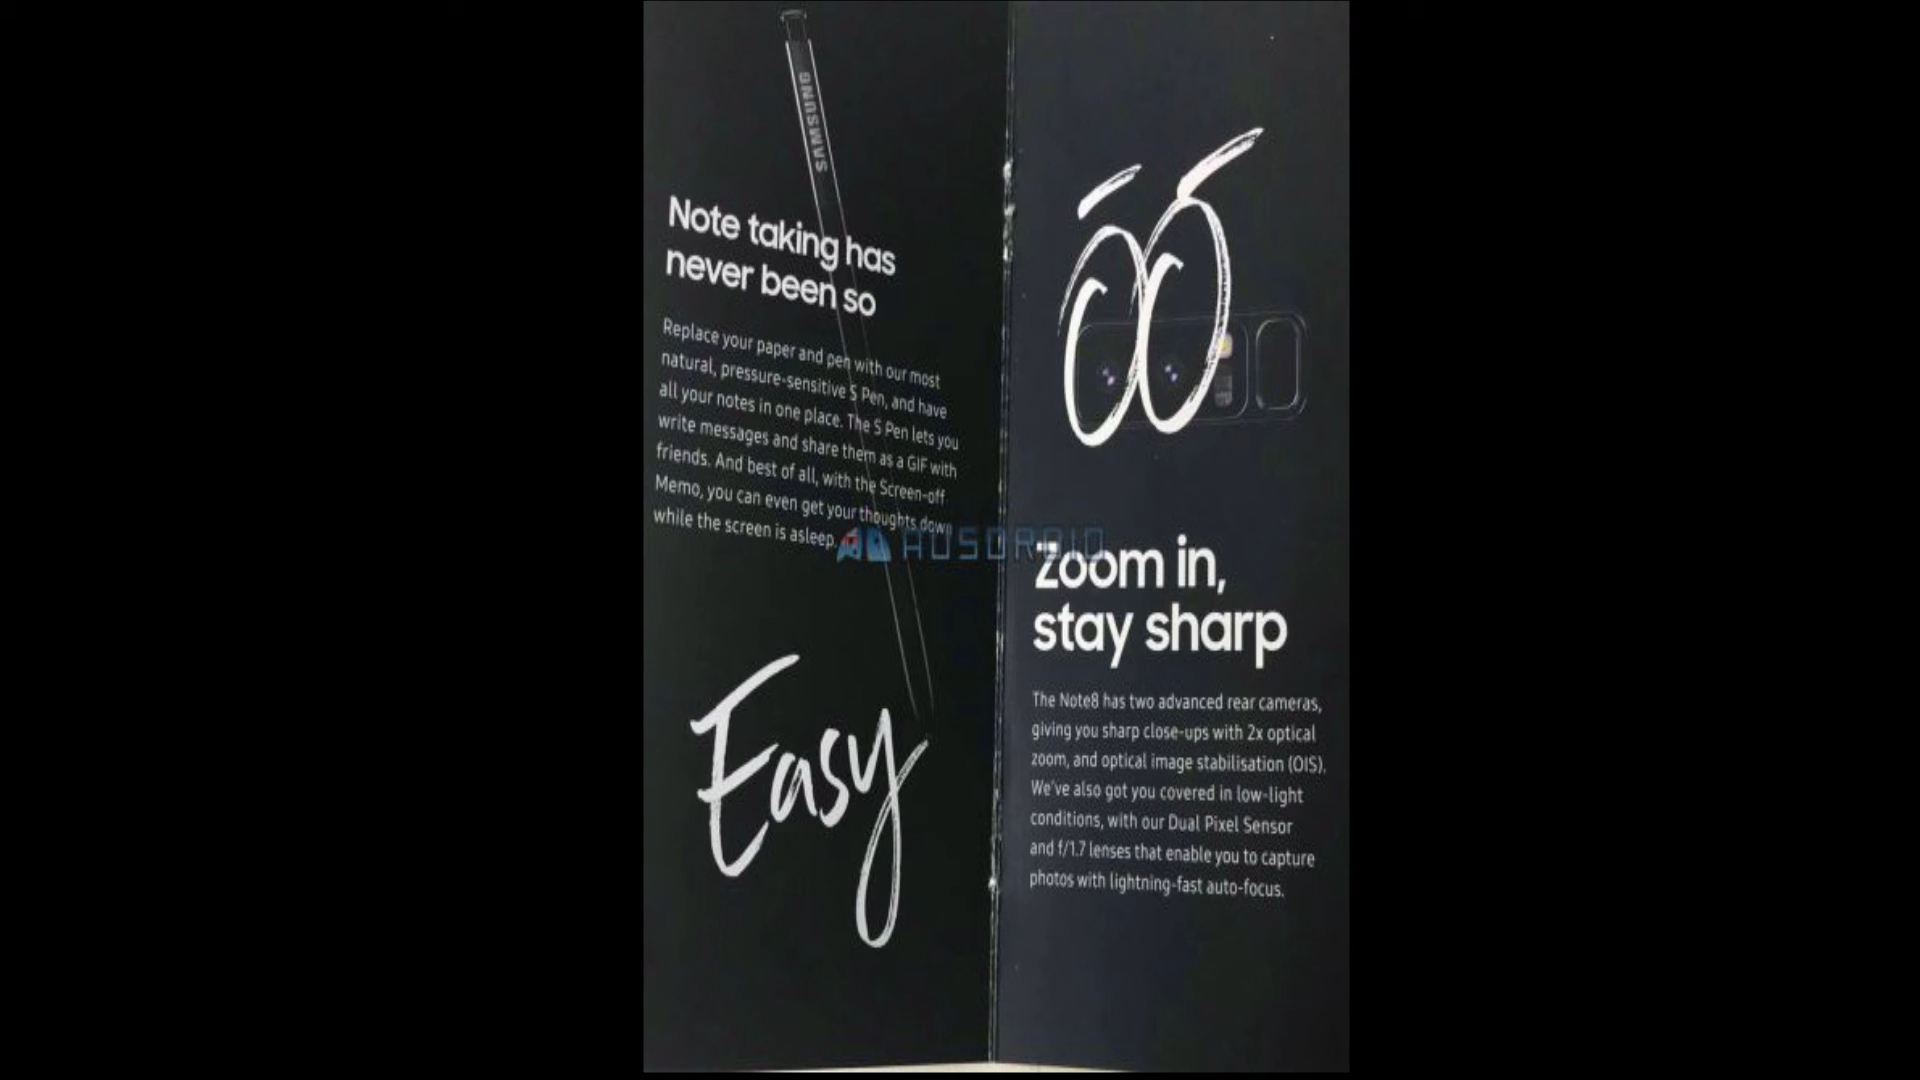 SAMSUNG
Note taking has
never been so
Replace your paper and pen with our most
natural, pressure-sensitive S Pen, and have
all your notes in one place. The S Pen lets you
write messages and share them as a GIF with
friends. And best of all, with the Screen-off
Memo, you can even get your thoughts down
while the screen is asleep.
Easy
AUSDROID
Zoom in,
stay sharp
The Note8 has two advanced rear cameras,
giving you sharp close-ups with 2x optical
zoom, and optical image stabilisation (OIS).
We've also got you covered in low-light
conditions, with our Dual Pixel Sensor
and f/1.7 lenses that enable you to capture
photos with lightning-fast auto-focus.